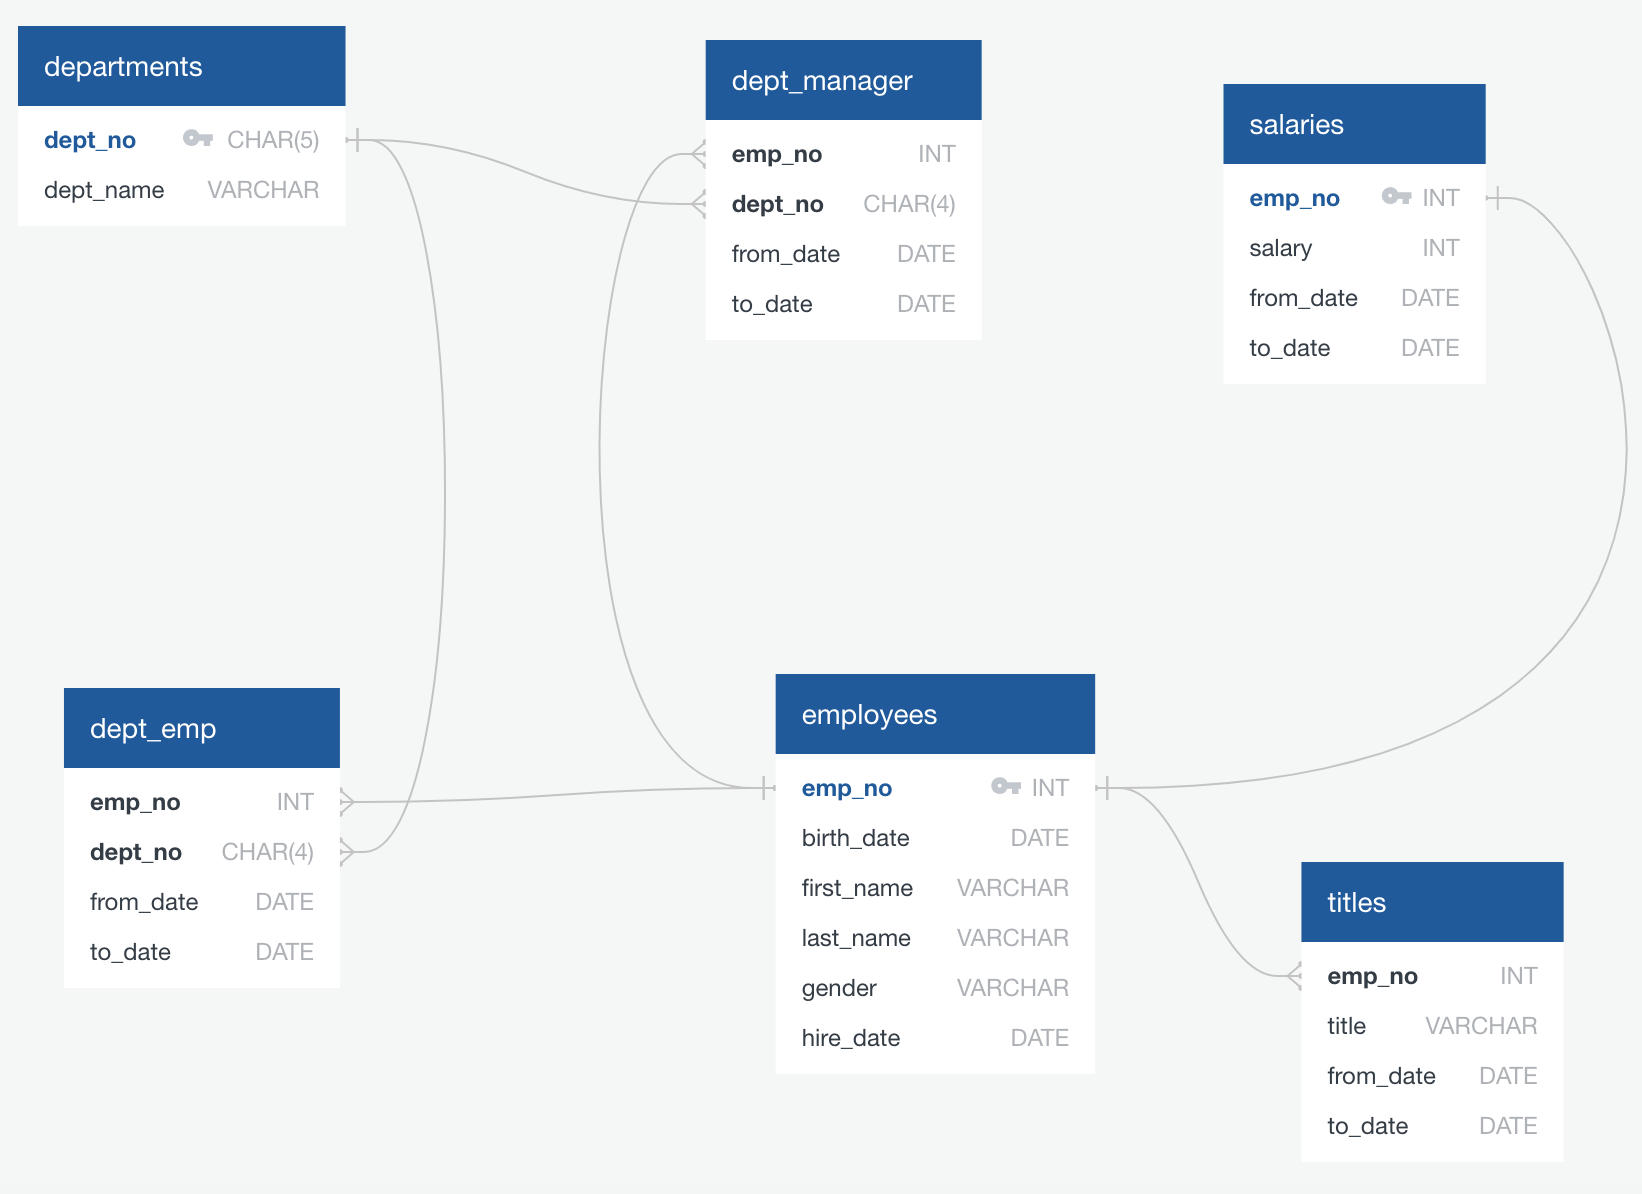 departments
dept_no CHAR(5)
dept_name VARCHAR
dept_manager
emp_no INT
dept_no CHAR(4)
from_date DATE
to_date DATE
salaries
emp_no INT
salary INT
from_date DATE
to_date DATE
dept_emp
emp_no INT
dept_no CHAR(4)
from_date DATE
to_date DATE
employees
emp_no INT
birth_date DATE
first_name VARCHAR
last_name VARCHAR
gender VARCHAR
hire_date DATE
titles
emp_no INT
title VARCHAR
from_date DATE
to_date DATE